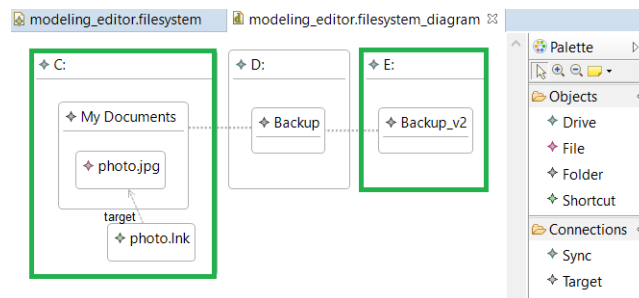 modeling_editor.filesystem
modeling_editor.filesystem_diagram
C:
D:
E:
My Documents
Backup
Backup_v2
photo.jpg
target
photo.lnk
Palette
Objects
Drive
File
Folder
Shortcut
Connections
Sync
Target